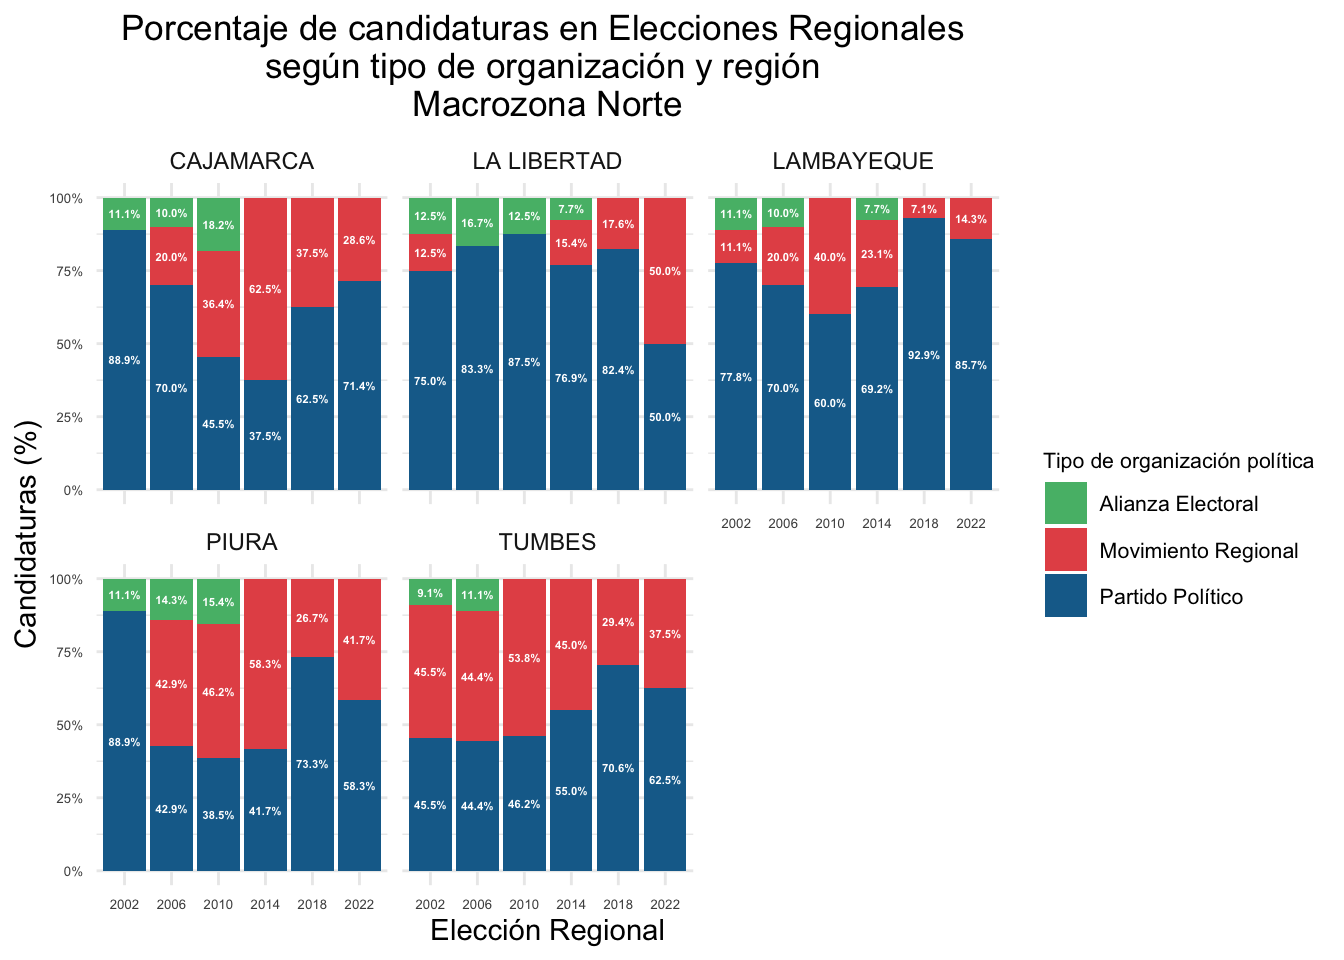 Porcentaje de candidaturas en Elecciones Regionales
según tipo de organización y región
Macrozona Norte
CAJAMARCA
LA LIBERTAD
LAMBAYEQUE
100%
75%
50%
25%
0%
11.1% 10.0% 18.2%
20.0% 36.4% 62.5% 37.5% 28.6%
88.9% 70.0% 45.5% 37.5% 62.5% 71.4%
12.5% 16.7% 12.5% 7.7%
12.5% 15.4% 17.6% 50.0%
75.0% 83.3% 87.5% 76.9% 82.4% 50.0%
11.1% 10.0% 7.7%
11.1% 20.0% 40.0% 23.1% 7.1% 14.3%
77.8% 70.0% 60.0% 69.2% 92.9% 85.7%
2002 2006 2010 2014 2018 2022
PIURA
TUMBES
100%
75%
50%
25%
0%
11.1% 14.3% 15.4%
42.9% 46.2% 58.3% 26.7% 41.7%
88.9% 42.9% 38.5% 41.7% 73.3% 58.3%
9.1% 11.1%
45.5% 44.4% 53.8% 45.0% 29.4% 37.5%
45.5% 44.4% 46.2% 55.0% 70.6% 62.5%
2002 2006 2010 2014 2018 2022
2002 2006 2010 2014 2018 2022
Candidaturas (%)
Elección Regional
Tipo de organización política
Alianza Electoral
Movimiento Regional
Partido Político